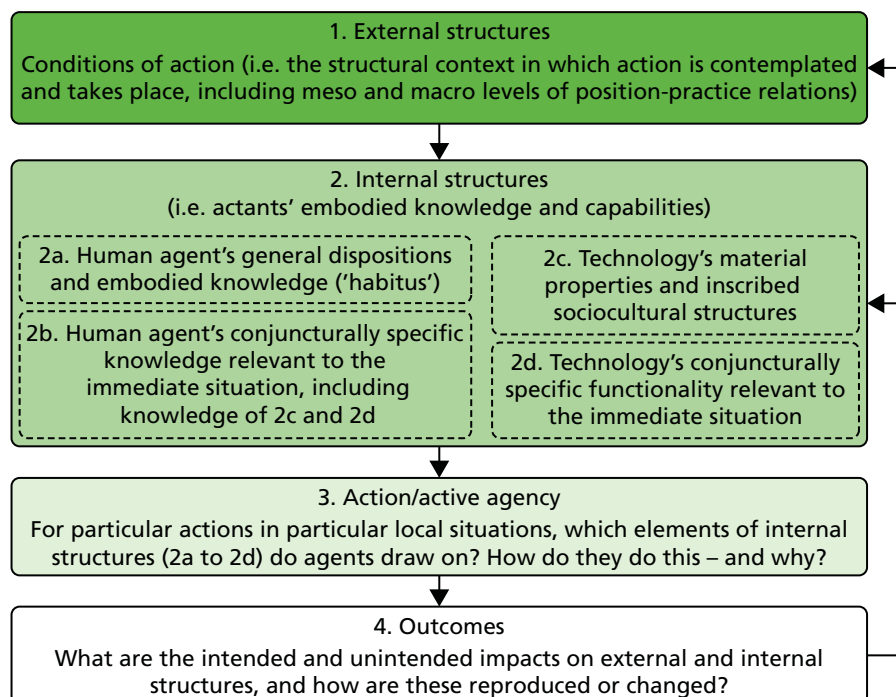 1. External structures
Conditions of action (i.e. the structural context in which action is contemplated
and takes place, including meso and macro levels of position-practice relations)
2. Internal structures
(i.e. actants’ embodied knowledge and capabilities)
2a. Human agent’s general dispositions
and embodied knowledge (’habitus’)
2b. Human agent’s conjuncturally specific
knowledge relevant to the
immediate situation, including
knowledge of 2c and 2d
2c. Technology’s material
properties and inscribed
sociocultural structures
2d. Technology’s conjuncturally
specific functionality relevant to
the immediate situation
3. Action/active agency
For particular actions in particular local situations, which elements of internal
structures (2a to 2d) do agents draw on? How do they do this – and why?
4. Outcomes
What are the intended and unintended impacts on external and internal
structures, and how are these reproduced or changed?